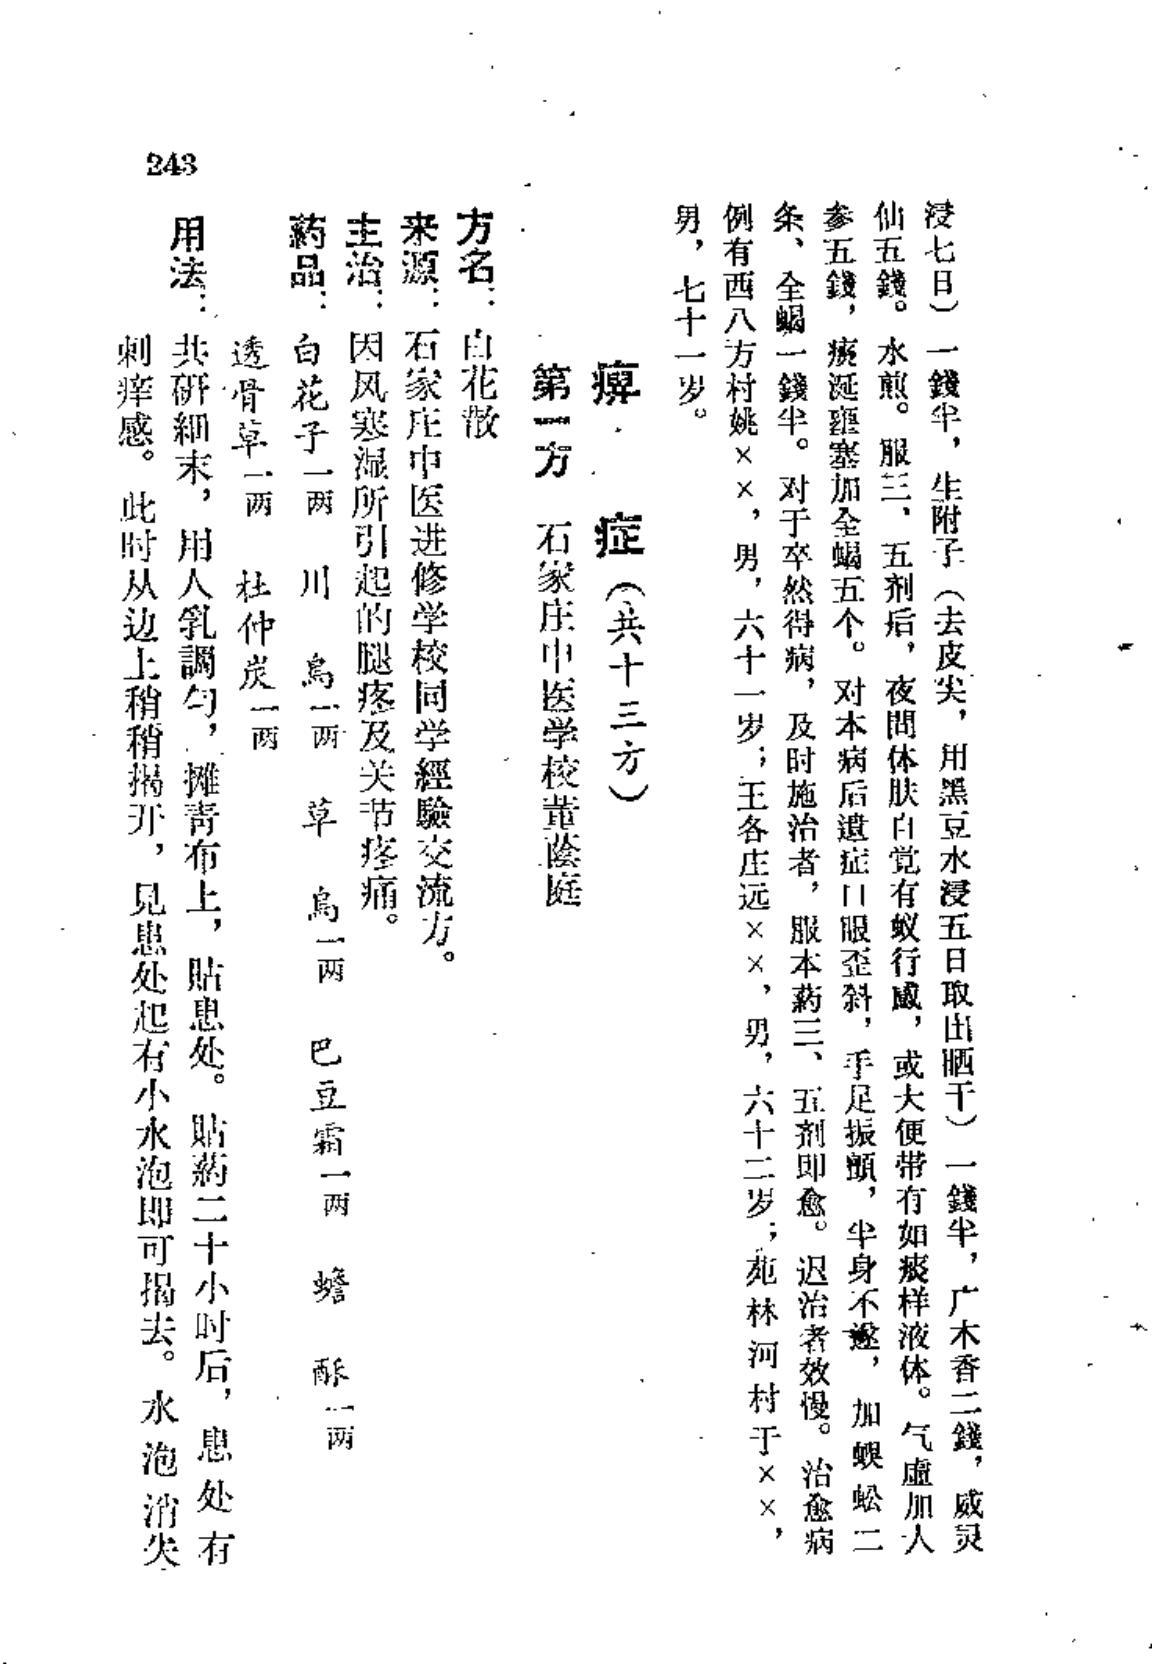 浸七日）一錢半，生附子（去皮尖，用黑豆水浸五日取出晒干）一錢半，广木香二錢，威灵
仙五錢。水煎。服三、五剂后，夜間体肤自觉有蚁行感，或大便带有如痰样液体。气虛加人
参五錢，痰涎壅塞加全蝎五个。对本病后遺症口眼歪斜，手足振顫，半身不遂，加蜈蚣二
条、全蝎一錢半。对于卒然得病，及时施治者，服本葯三、五剂即愈。迟治者效慢。治愈病
例有西八方村姚××，男，六十一岁；王各庄远××，男，六十二岁；苑林河村于××，
男，七十一岁。
痹 症（共十三方）
第一方 石家庄中医学校董蔭庭
方名：白花散
来源：石家庄中医进修学校同学經驗交流方。
主治：因风寒湿所引起的腿疼及关节疼痛。
葯品：白花子一两 川烏一两 草烏一两 巴豆霜一两 蟾酥一两
透骨草一两 杜仲炭一两
用法：共研細末，用人乳調匀，摊青布上，貼患处。貼葯二十小时后，患处有
刺痒感。此时从边上稍稍揭开，見患处起有小水泡即可揭去。水泡消失
243